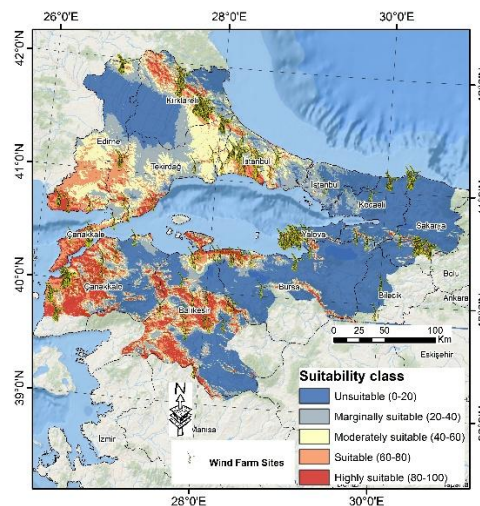 26°0'E 28°0'E 30°0'E
42°0'N
Kırklareli
Edirne
41°0'N
Tekirdağ
İstanbul
İstanbul
Kocaeli
Sakarya
Çanakkale
Yalova
40°0'N
Çanakkale
Bolu
Bursa
Bilecik
Ankara
Balıkesir
0 25 50 100
Km
Eskişehir
39°0'N
Suitability class
Unsuitable (0-20)
Marginally suitable (20-40)
Moderately suitable (40-60)
Suitable (60-80)
Highly suitable (80-100)
N
İzmir
Manisa
Wind Farm Sites
28°0'E 30°0'E